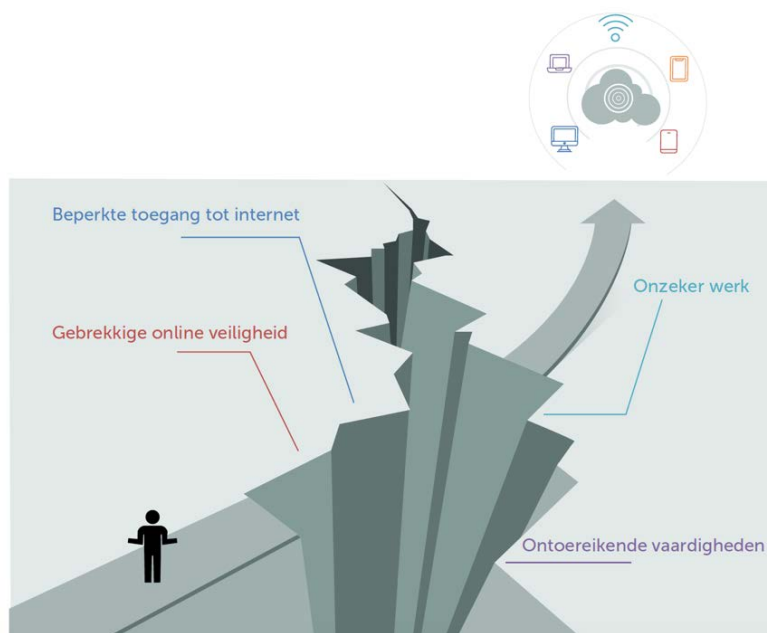 Beperkte toegang tot internet
Onzeker werk
Gebrekkige online veiligheid
Ontoereikende vaardigheden